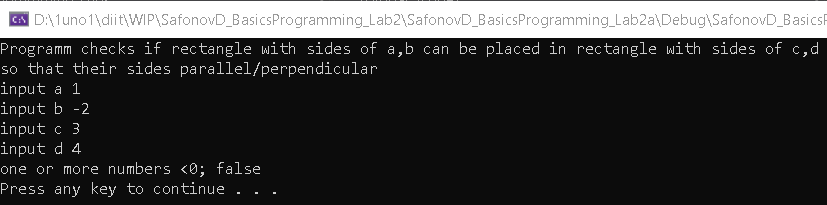 D:\1uno1\diit\WIP\SafonovD_BasicsProgramming_Lab2\SafonovD_BasicsProgramming_Lab2a\Debug\SafonovD_BasicsP
Programm checks if rectangle with sides of a,b can be placed in rectangle with sides of c,d
so that their sides parallel/perpendicular
input a 1
input b -2
input c 3
input d 4
one or more numbers <0; false
Press any key to continue . . .